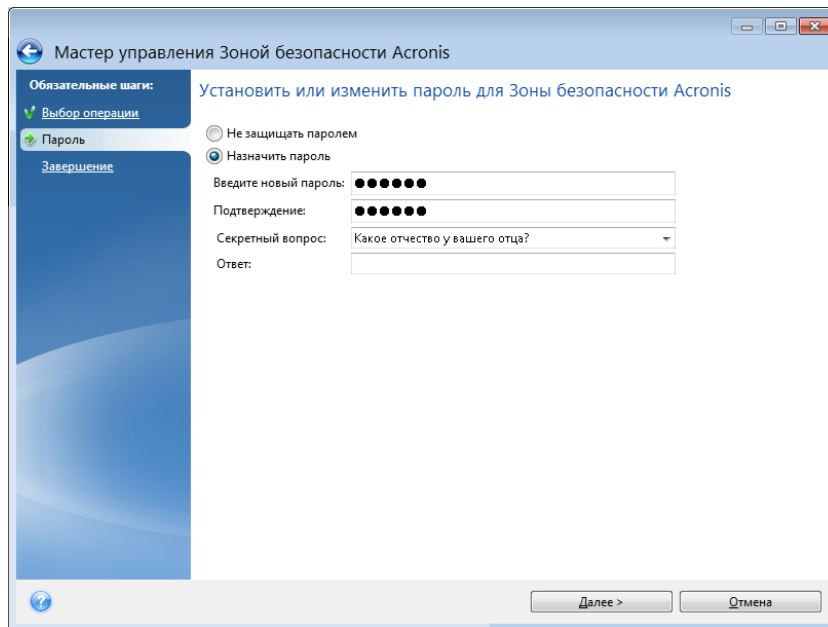 Мастер управления Зоной безопасности Acronis
Обязательные шаги:
Выбор операции
Пароль
Завершение
Установить или изменить пароль для Зоны безопасности Acronis
Не защищать паролем
Назначить пароль
Введите новый пароль: ●●●●●●
Подтверждение: ●●●●●●
Секретный вопрос: Какое отчество у вашего отца?
Ответ:
?
Далее > Отмена